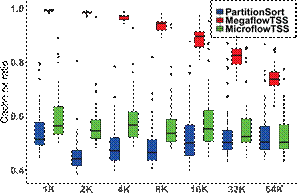 PartitionSort
MegaflowTSS
MicroflowTSS
1.0
0.8
0.6
0.4
1K 2K 4K 8K 16K 32K 64K